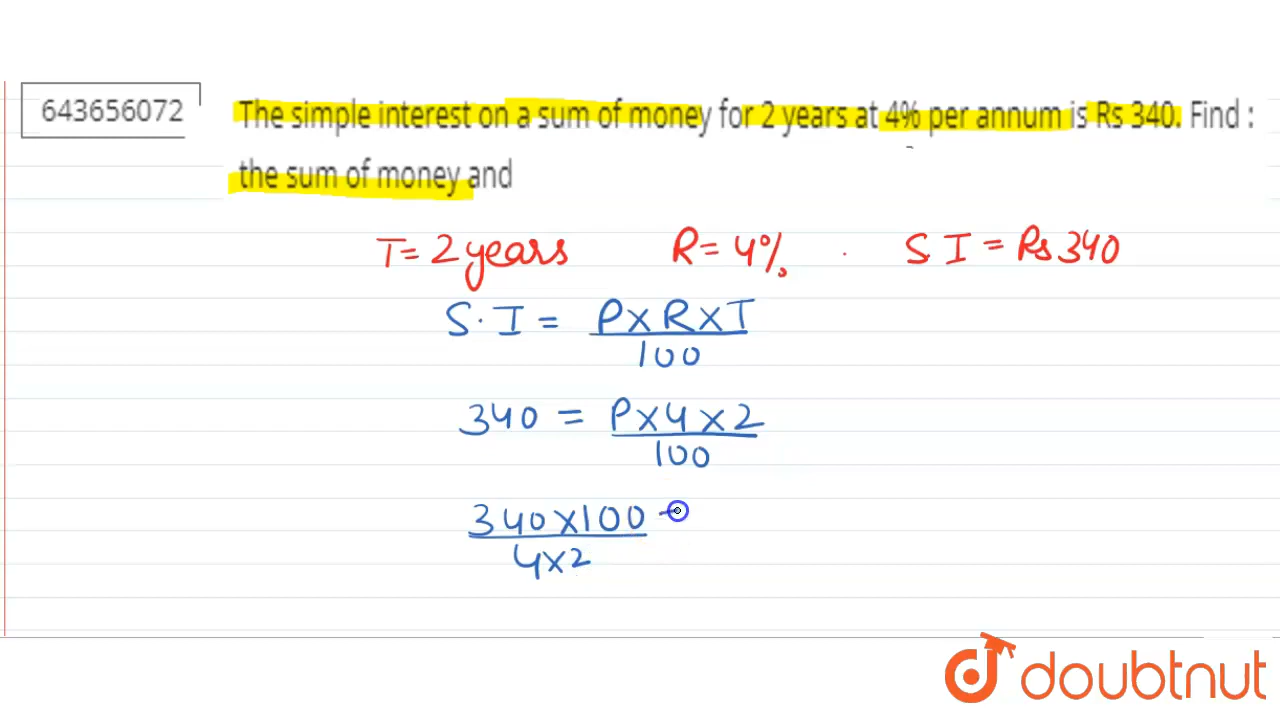 643656072
The simple interest on a sum of money for 2 years at 4% per annum is Rs 340. Find :
the sum of money and
T= 2 years R= 4% S.I = Rs 340
S.I = P×R×T
100
340 = P×4×2
100
340×100 -
4×2
doubtnut